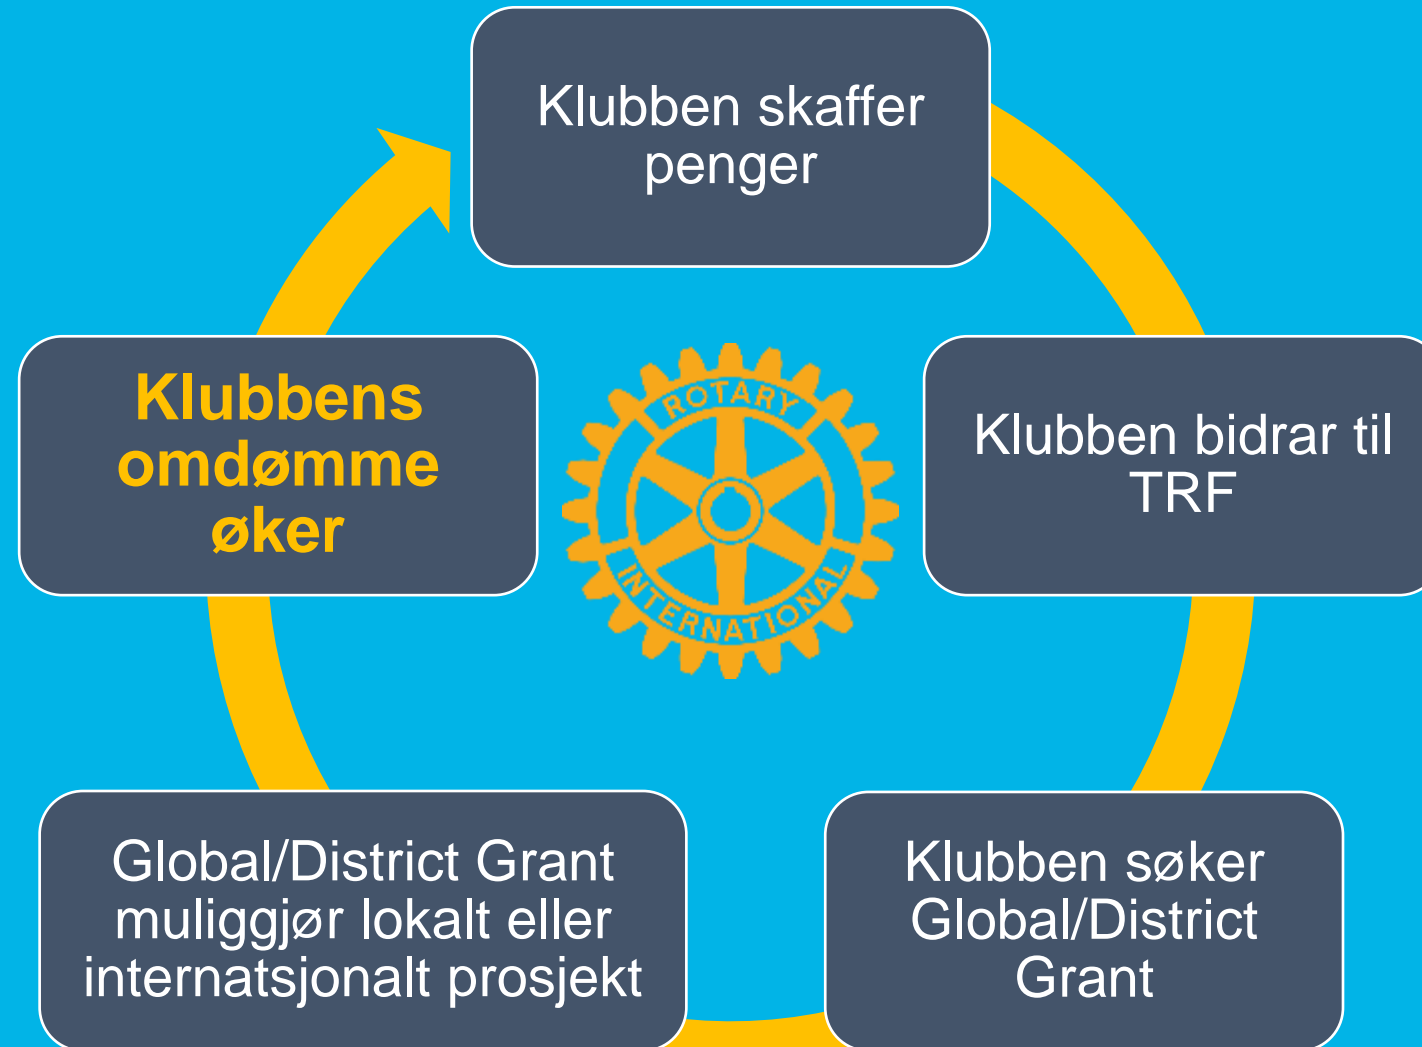 Klubben skaffer
penger
Klubben bidrar til
TRF
Klubben søker
Global/District
Grant
Global/District Grant
muliggjør lokalt eller
internatsjonalt prosjekt
Klubbens
omdømme
øker
ROTARY
INTERNATIONAL